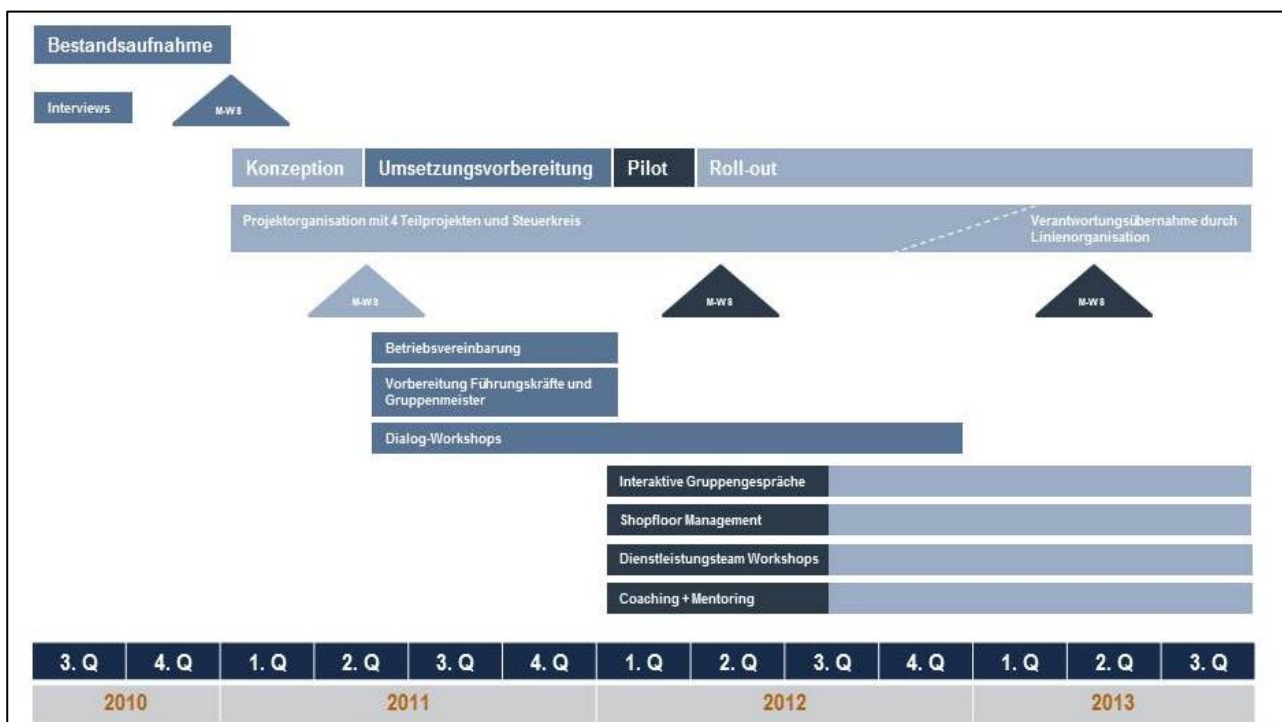 Bestandsaufnahme
Interviews
M-WS
Konzeption
Umsetzungsvorbereitung
Pilot
Roll-out
Projektorganisation mit 4 Teilprojekten und Steuerkreis
Verantwortungsübernahme durch
Linienorganisation
M-WS
M-WS
M-WS
Betriebsvereinbarung
Vorbereitung Führungskräfte und
Gruppenmeister
Dialog-Workshops
Interaktive Gruppengespräche
Shopfloor Management
Dienstleistungsteam Workshops
Coaching + Mentoring
3. Q 4. Q 1. Q 2. Q 3. Q 4. Q 1. Q 2. Q 3. Q 4. Q 1. Q 2. Q 3. Q
2010 2011 2012 2013